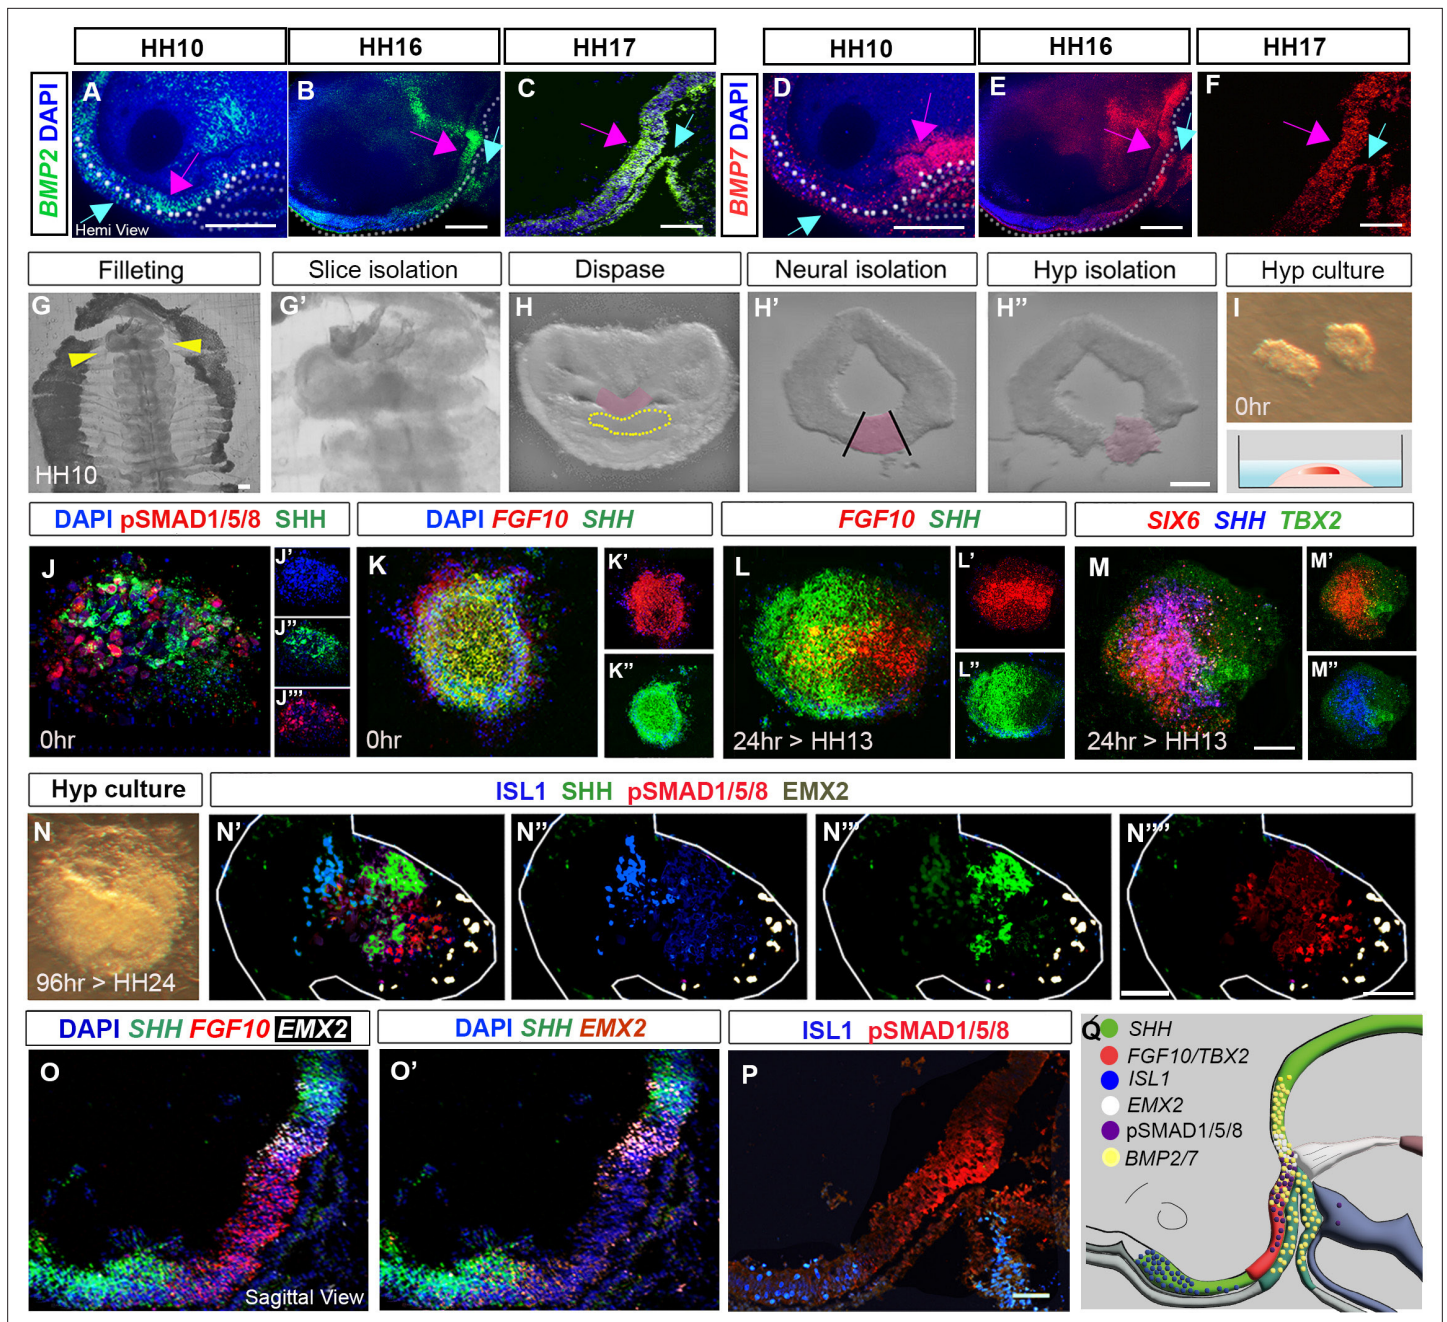 HH10 HH16 HH17 HH10 HH16 HH17
BMP2 DAPI
A B C
Hemi View
BMP7 DAPI
D E F
Filleting Slice isolation Dispase Neural isolation Hyp isolation Hyp culture
G G’ H H’ H’’ I
HH10
0hr
DAPI pSMAD1/5/8 SHH
DAPI FGF10 SHH
FGF10 SHH
SIX6 SHH TBX2
J J’ J’’ J’’’ K K’ K’’ L L’ L’’ M M’ M’’
0hr 0hr 24hr > HH13 24hr > HH13
Hyp culture
ISL1 SHH pSMAD1/5/8 EMX2
N N’ N’’ N’’’ N’’’’
96hr > HH24
DAPI SHH FGF10 EMX2
DAPI SHH EMX2
ISL1 pSMAD1/5/8
O O’ P Q
Sagittal View
SHH
FGF10/TBX2
ISL1
EMX2
pSMAD1/5/8
BMP2/7